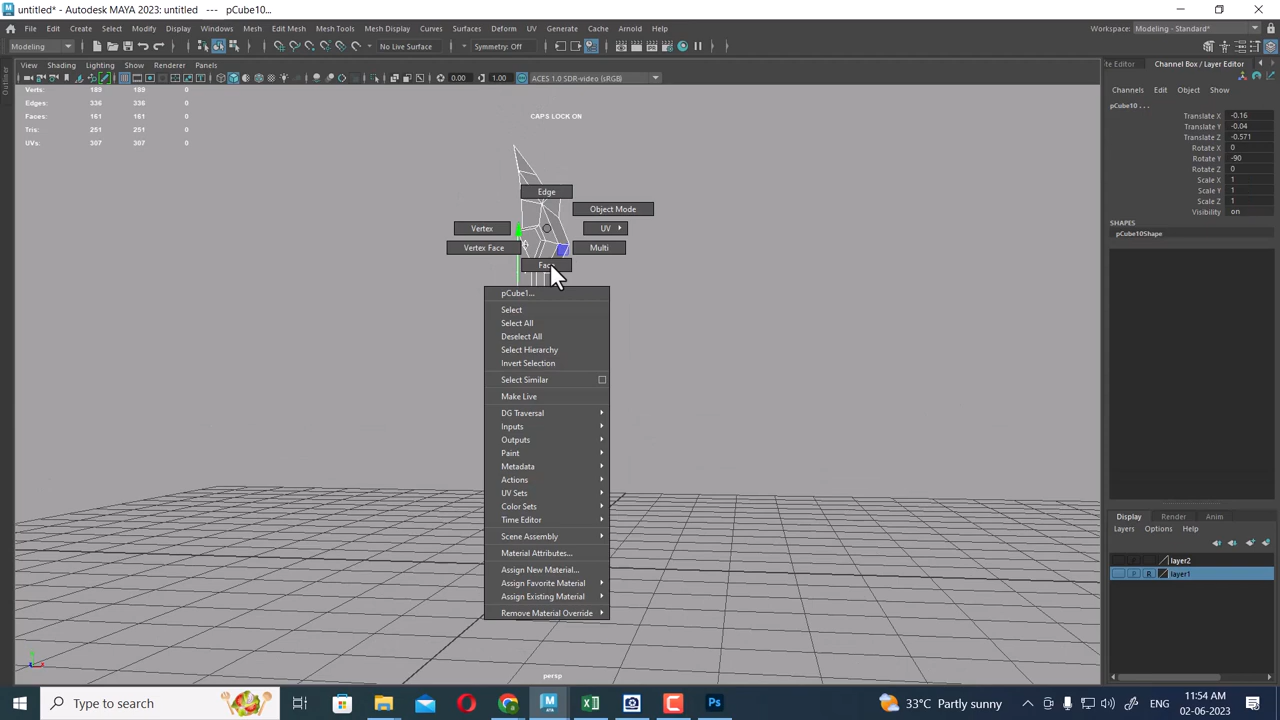 untitled* - Autodesk MAYA 2023: untitled --- pCube10...
File Edit Create Select Modify Display Windows Mesh Edit Mesh Mesh Tools Mesh Display Curves Surfaces Deform UV Generate Cache Arnold Help
Workspace: Modeling - Standard*
Modeling
No Live Surface
Symmetry: Off
View Shading Lighting Show Renderer Panels
te Editor
Channel Box / Layer Editor
0.00
1.00
ACES 1.0 SDR-video (sRGB)
Channels Edit Object Show
Verts: 189 189 0
Edges: 336 336 0
Faces: 161 161 0
Tris: 251 251 0
UVs: 307 307 0
CAPS LOCK ON
pCube10 ...
Translate X -0.16
Translate Y -0.04
Translate Z -0.571
Rotate X 0
Rotate Y -90
Rotate Z 0
Scale X 1
Scale Y 1
Scale Z 1
Visibility on
SHAPES
pCube10Shape
Edge
Object Mode
Vertex
UV
Vertex Face
Multi
Face
pCube1...
Select
Select All
Deselect All
Select Hierarchy
Invert Selection
Select Similar
Make Live
DG Traversal
Inputs
Outputs
Paint
Metadata
Actions
UV Sets
Color Sets
Time Editor
Scene Assembly
Material Attributes...
Assign New Material...
Assign Favorite Material
Assign Existing Material
Remove Material Override
Display Render Anim
Layers Options Help
layer2
P R layer1
persp
Outliner
Type here to search
33°C Partly sunny
ENG
11:54 AM
02-06-2023